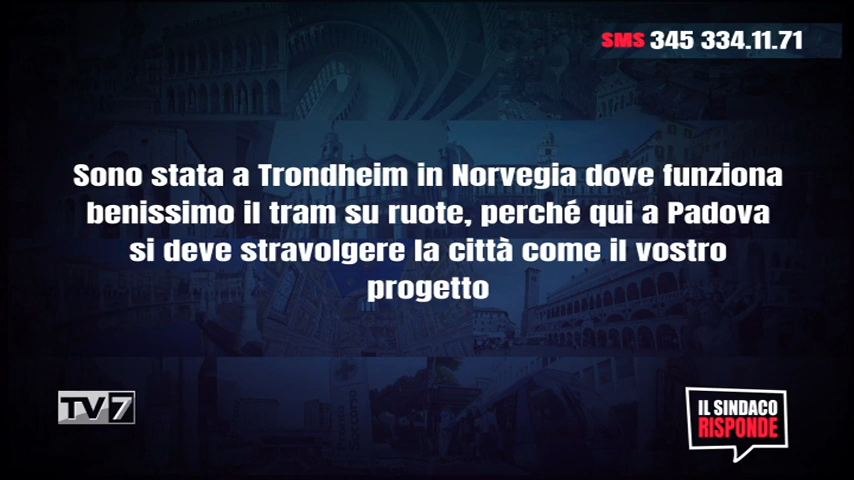 SMS 345 334.11.71
Sono stata a Trondheim in Norvegia dove funziona
benissimo il tram su ruote, perché qui a Padova
si deve stravolgere la città come il vostro
progetto
TV7
IL SINDACO
RISPONDE